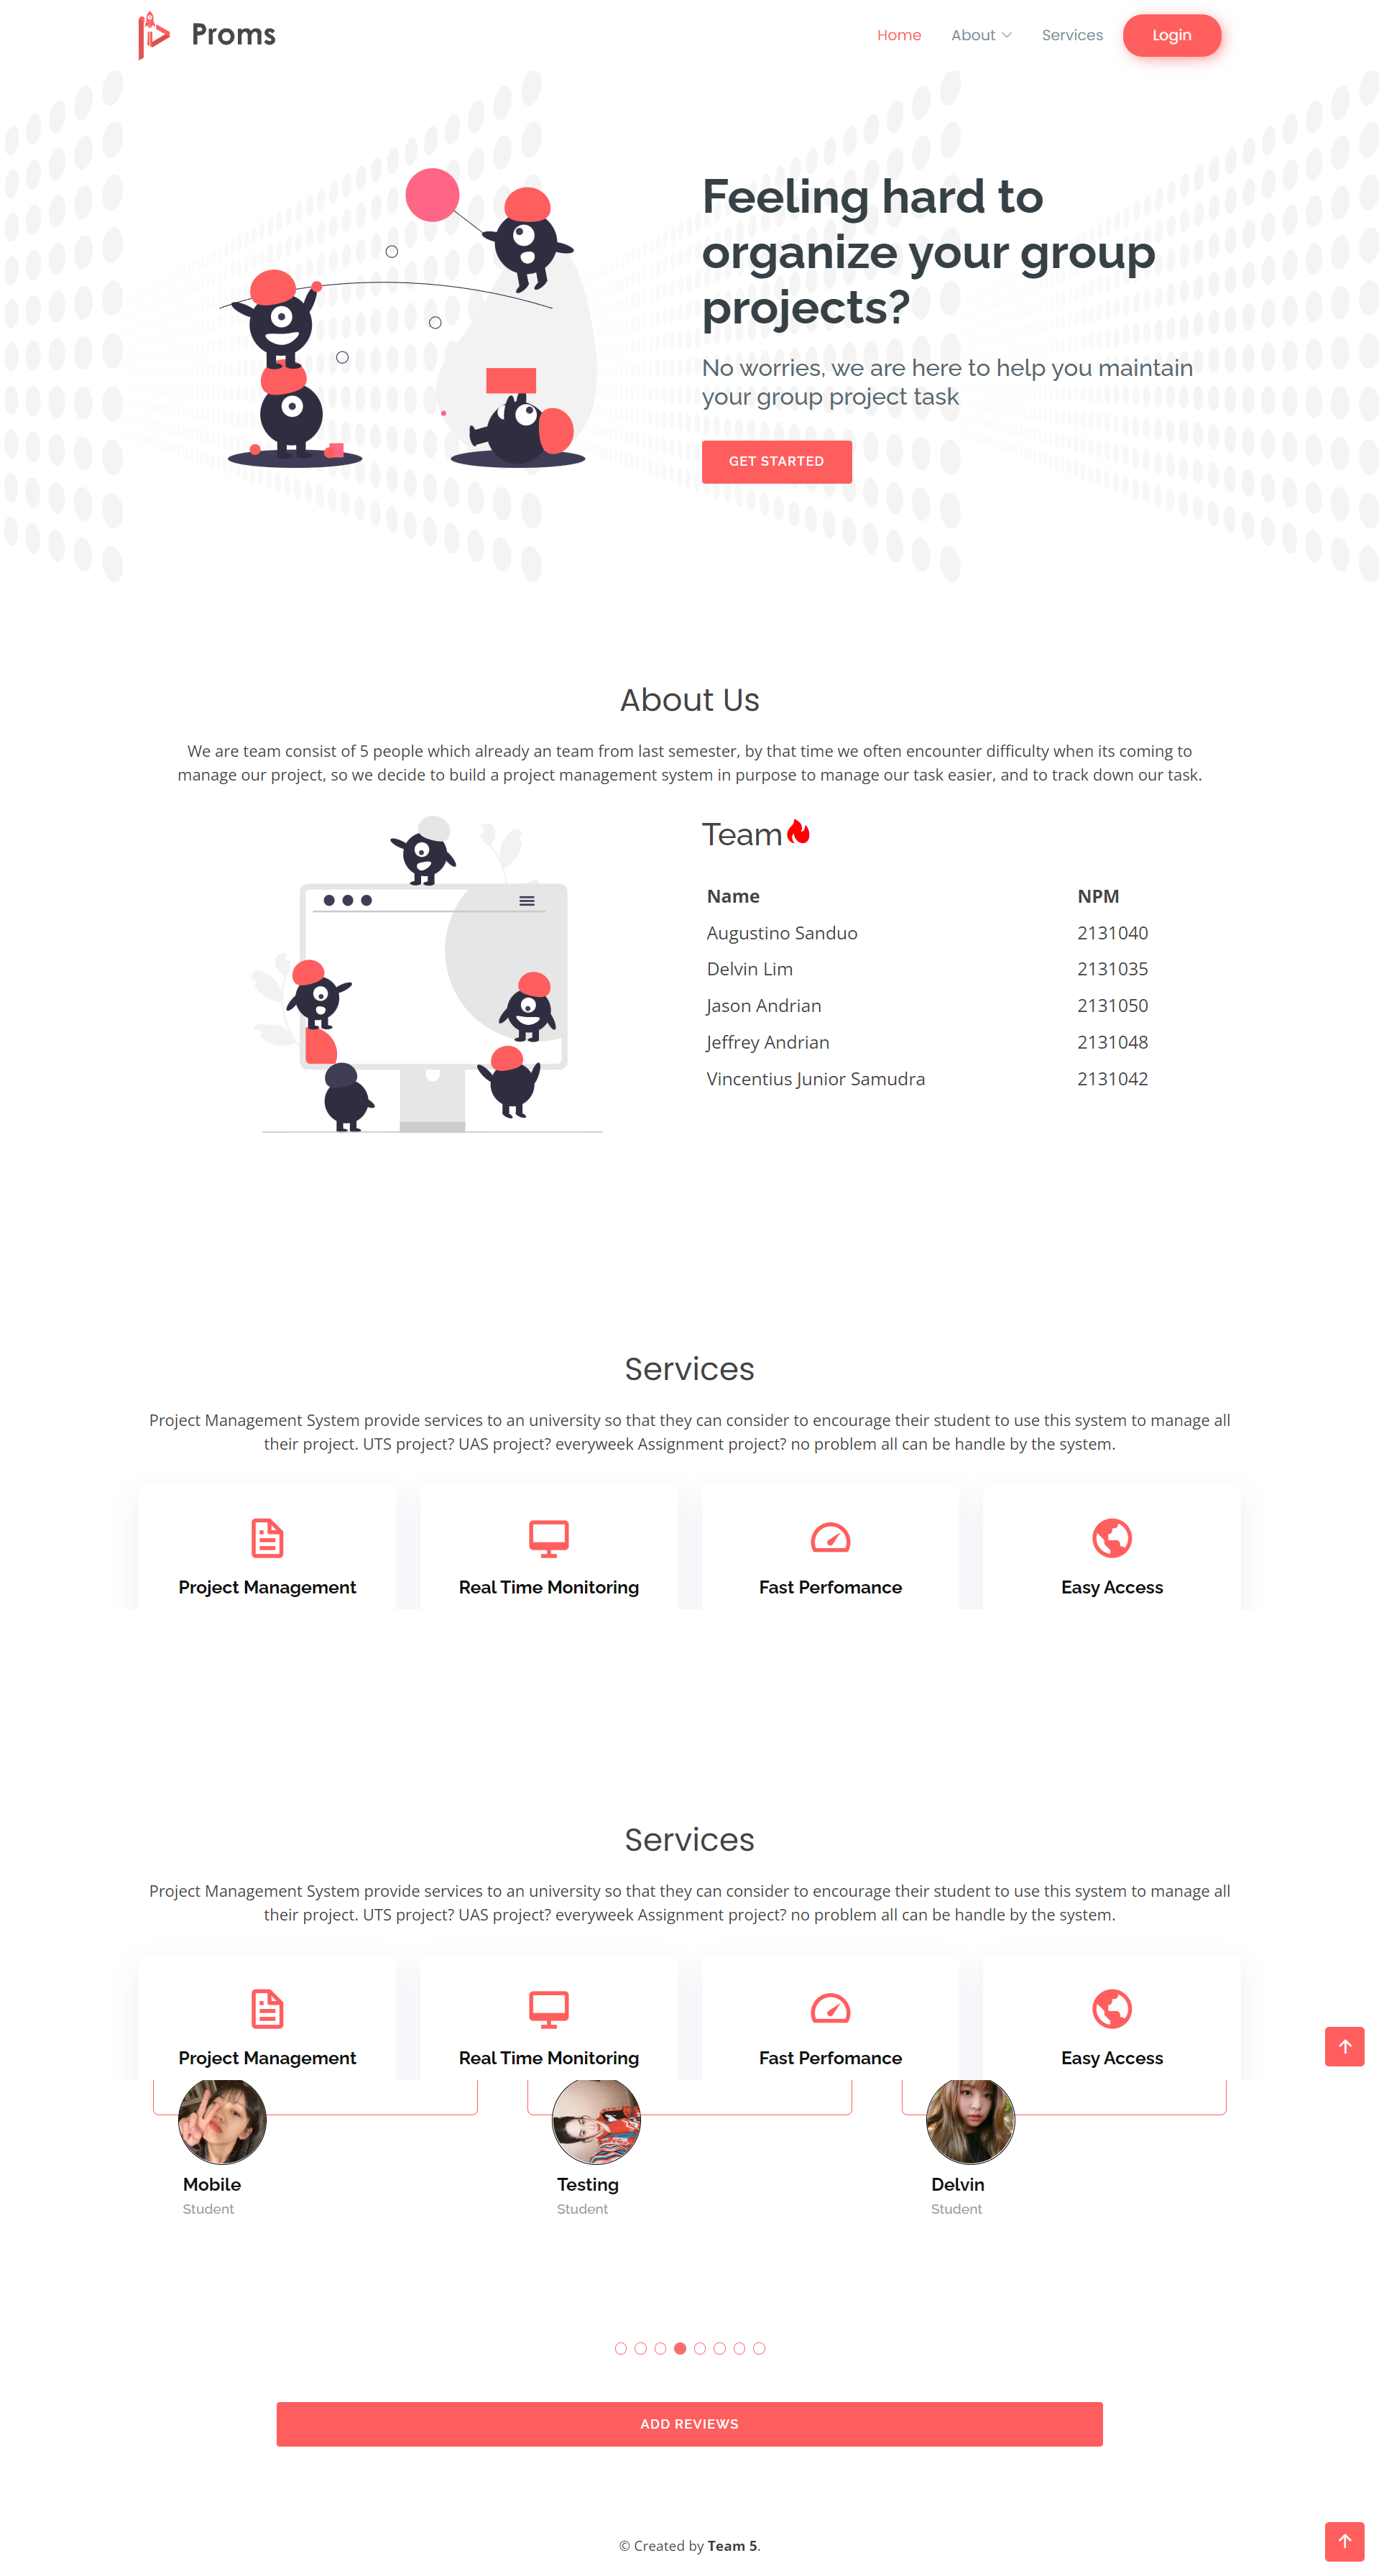 Proms
Home
About
Services
Login
Feeling hard to
organize your group
projects?
No worries, we are here to help you maintain
your group project task
GET STARTED
About Us
We are team consist of 5 people which already an team from last semester, by that time we often encounter difficulty when its coming to
manage our project, so we decide to build a project management system in purpose to manage our task easier, and to track down our task.
Team
Name NPM
Augustino Sanduo 2131040
Delvin Lim 2131035
Jason Andrian 2131050
Jeffrey Andrian 2131048
Vincentius Junior Samudra 2131042
Services
Project Management System provide services to an university so that they can consider to encourage their student to use this system to manage all
their project. UTS project? UAS project? everyweek Assignment project? no problem all can be handle by the system.
Project Management
Real Time Monitoring
Fast Perfomance
Easy Access
Services
Project Management System provide services to an university so that they can consider to encourage their student to use this system to manage all
their project. UTS project? UAS project? everyweek Assignment project? no problem all can be handle by the system.
Project Management
Real Time Monitoring
Fast Perfomance
Easy Access
Mobile
Student
Testing
Student
Delvin
Student
ADD REVIEWS
© Created by Team 5.